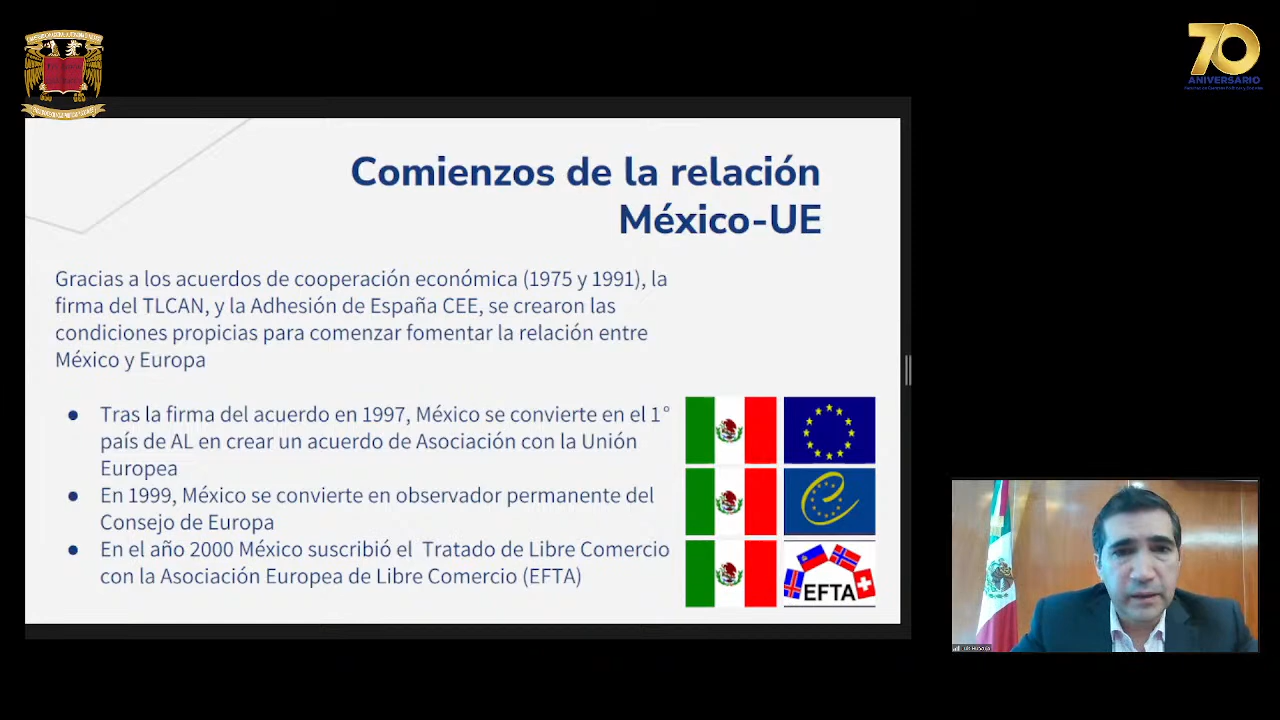 70
ANIVERSARIO
Comienzos de la relación
México-UE
Gracias a los acuerdos de cooperación económica (1975 y 1991), la
firma del TLCAN, y la Adhesión de España CEE, se crearon las
condiciones propicias para comenzar fomentar la relación entre
México y Europa
● Tras la firma del acuerdo en 1997, México se convierte en el 1°
país de AL en crear un acuerdo de Asociación con la Unión
Europea
● En 1999, México se convierte en observador permanente del
Consejo de Europa
● En el año 2000 México suscribió el Tratado de Libre Comercio
con la Asociación Europea de Libre Comercio (EFTA)
EFTA